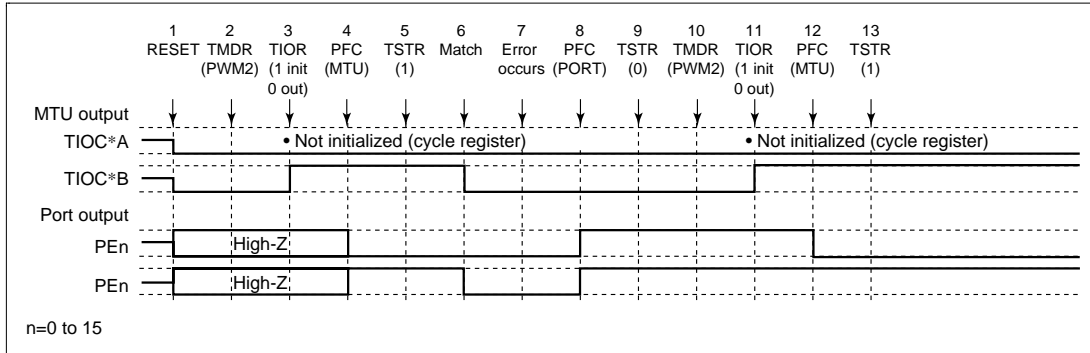 1 2 3 4 5 6 7 8 9 10 11 12 13
RESET TMDR TIOR PFC TSTR Match Error PFC TSTR TMDR TIOR PFC TSTR
(PWM2) (1 init (MTU) (1) occurs (PORT) (0) (PWM2) (1 init (MTU) (1)
0 out) 0 out)
MTU output
TIOC*A • Not initialized (cycle register) • Not initialized (cycle register)
TIOC*B
Port output
PEn High-Z
PEn High-Z
n=0 to 15